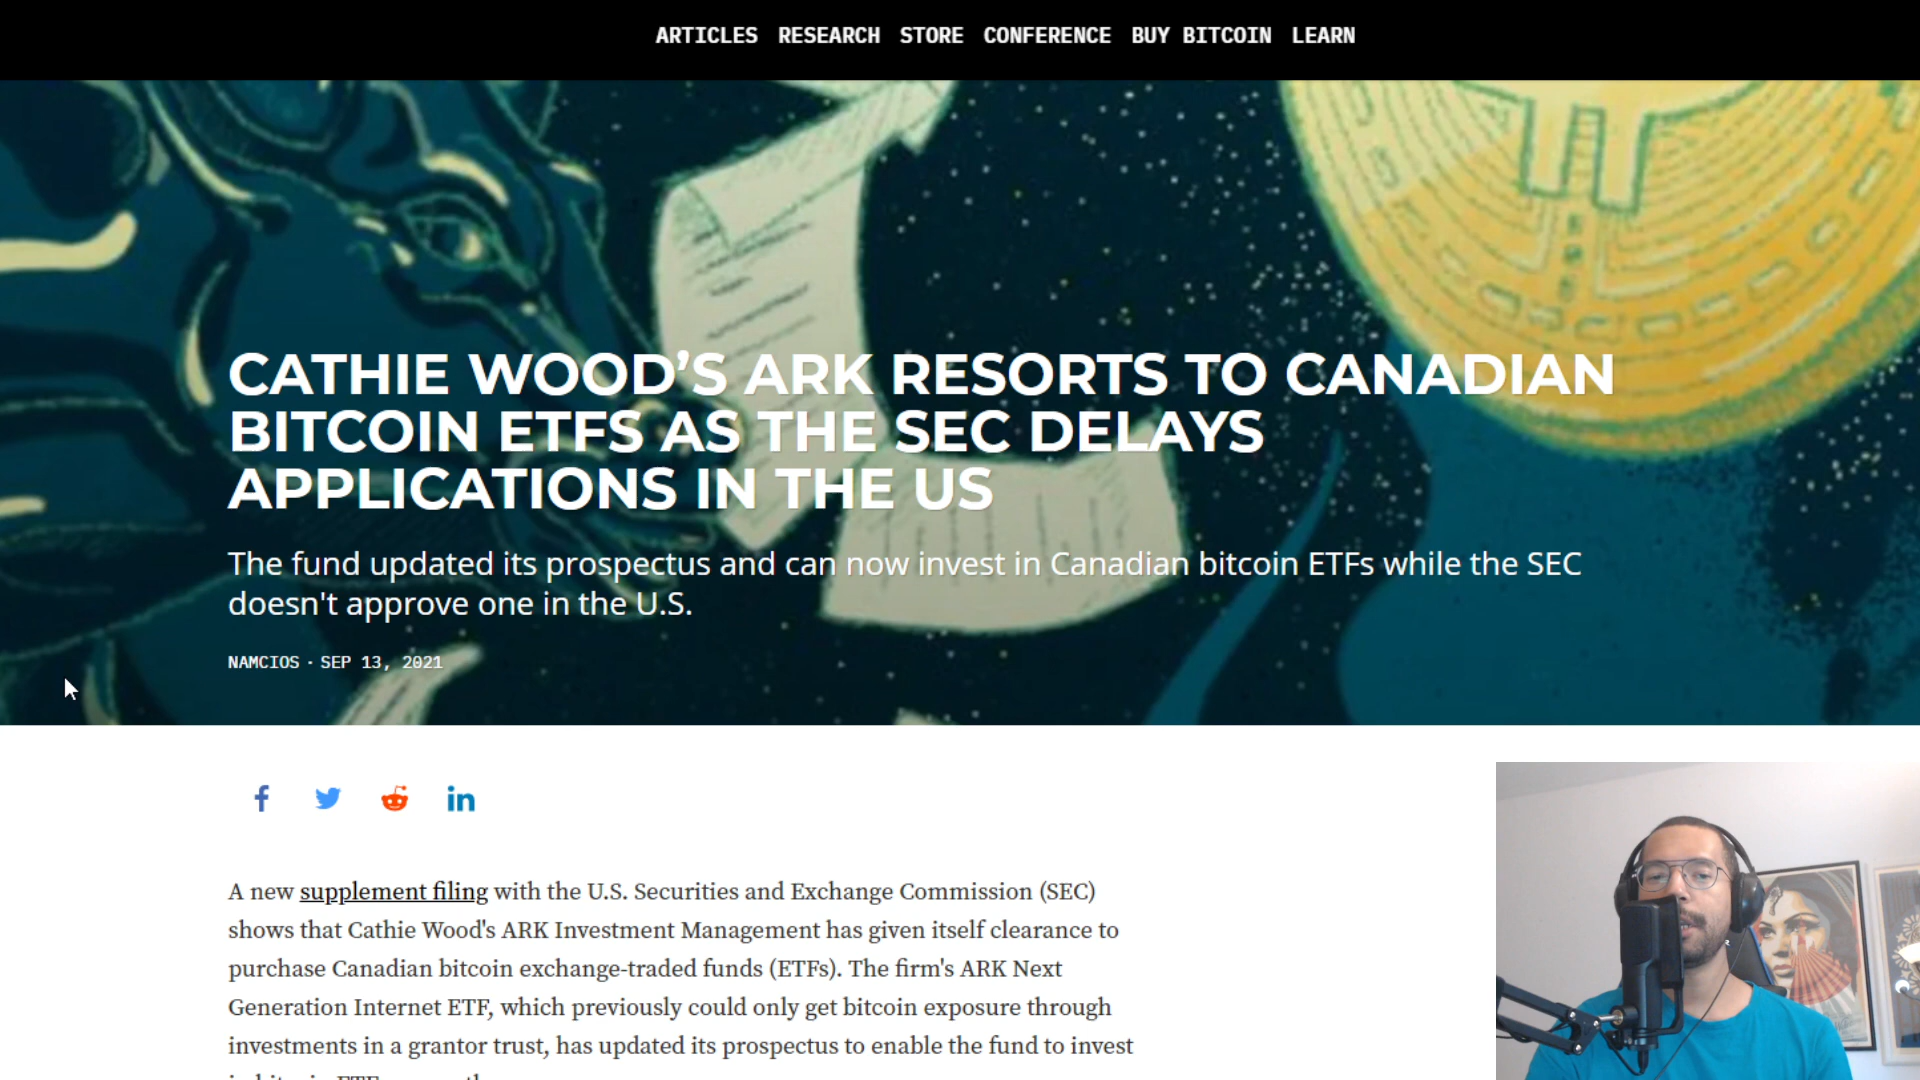 ARTICLES RESEARCH STORE CONFERENCE BUY BITCOIN LEARN
CATHIE WOOD’S ARK RESORTS TO CANADIAN
BITCOIN ETFS AS THE SEC DELAYS
APPLICATIONS IN THE US
The fund updated its prospectus and can now invest in Canadian bitcoin ETFs while the SEC
doesn't approve one in the U.S.
NAMCIOS · SEP 13, 2021
A new supplement filing with the U.S. Securities and Exchange Commission (SEC)
shows that Cathie Wood's ARK Investment Management has given itself clearance to
purchase Canadian bitcoin exchange-traded funds (ETFs). The firm's ARK Next
Generation Internet ETF, which previously could only get bitcoin exposure through
investments in a grantor trust, has updated its prospectus to enable the fund to invest